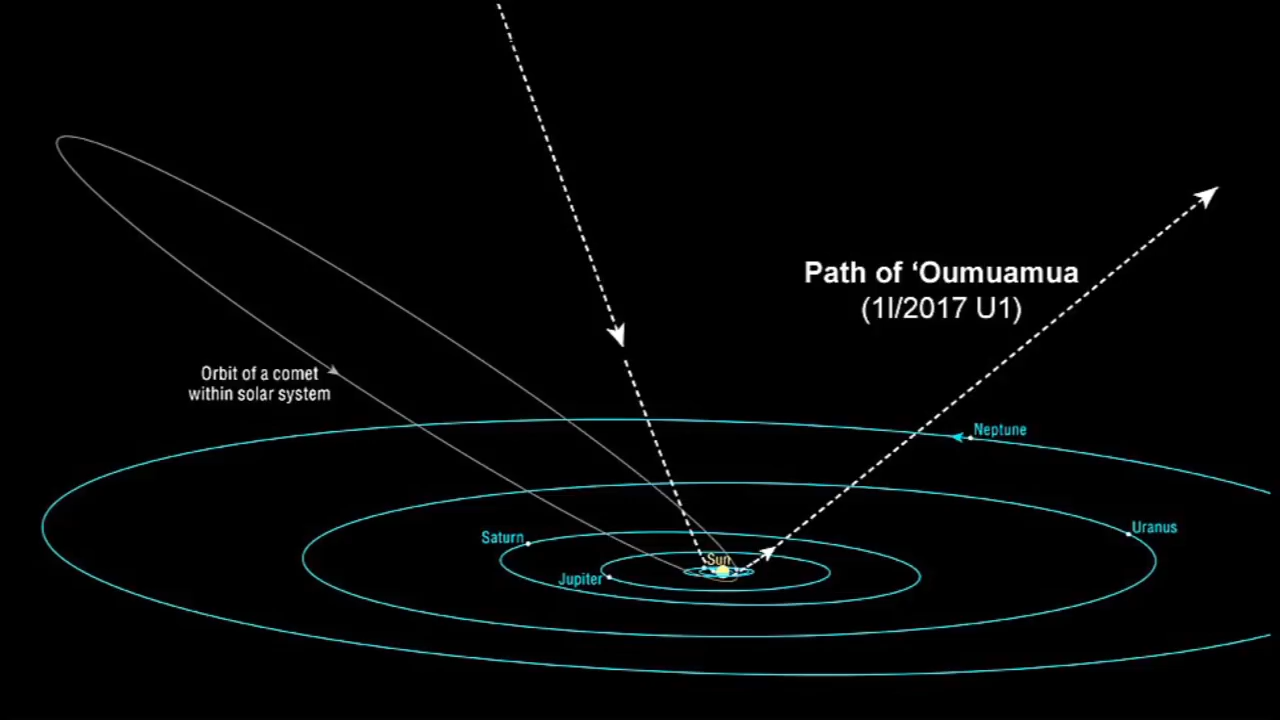 Path of ‘Oumuamua
(1I/2017 U1)
Orbit of a comet
within solar system
Neptune
Uranus
Saturn
Sun
Jupiter